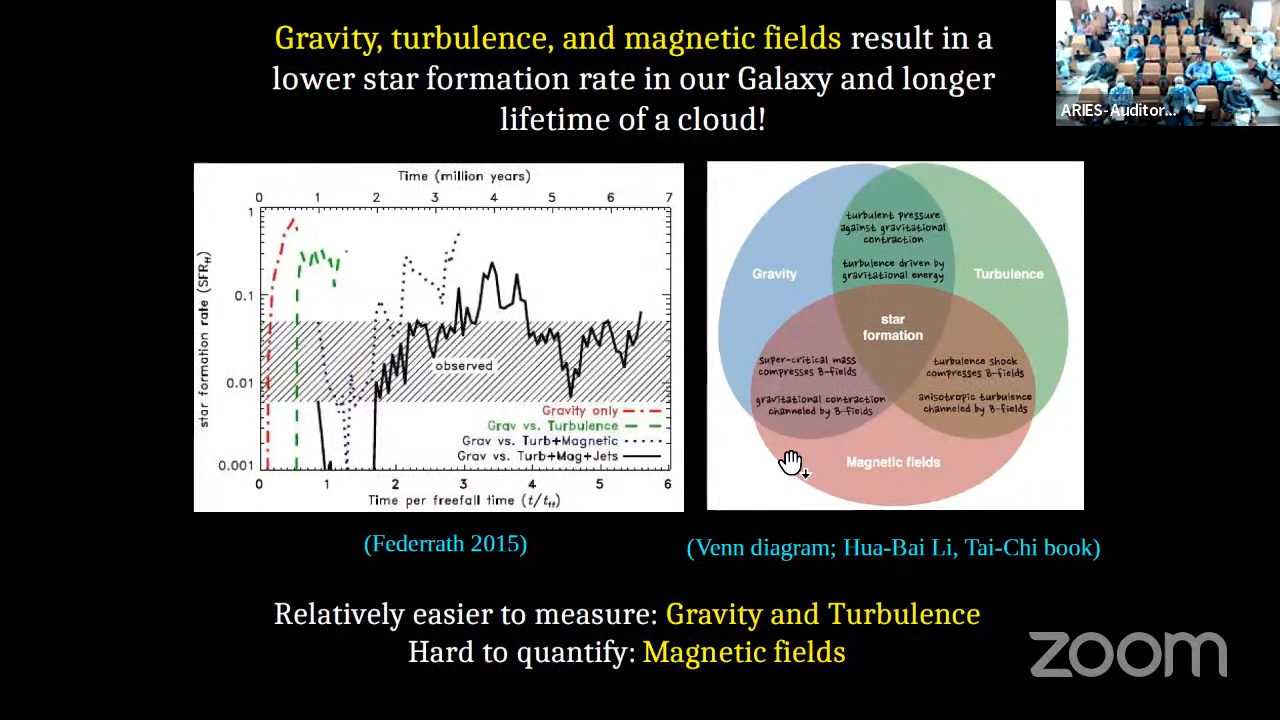 Gravity, turbulence, and magnetic fields result in a
lower star formation rate in our Galaxy and longer
lifetime of a cloud!
ARIES-Auditor...
Time (million years)
0 1 2 3 4 5 6 7
star formation rate (SFRff)
1
0.1
0.01
0.001
observed
Gravity only
Grav vs. Turbulence
Grav vs. Turb+Magnetic
Grav vs. Turb+Mag+Jets
0 1 2 3 4 5 6
Time per freefall time (t/tff)
turbulent pressure
against gravitational
contraction
turbulence driven by
gravitational energy
Gravity
Turbulence
star
formation
super-critical mass
compresses B-fields
turbulence shock
compresses B-fields
gravitational contraction
channeled by B-fields
anisotropic turbulence
channeled by B-fields
Magnetic fields
(Federrath 2015)
(Venn diagram; Hua-Bai Li, Tai-Chi book)
Relatively easier to measure: Gravity and Turbulence
Hard to quantify: Magnetic fields
zoom